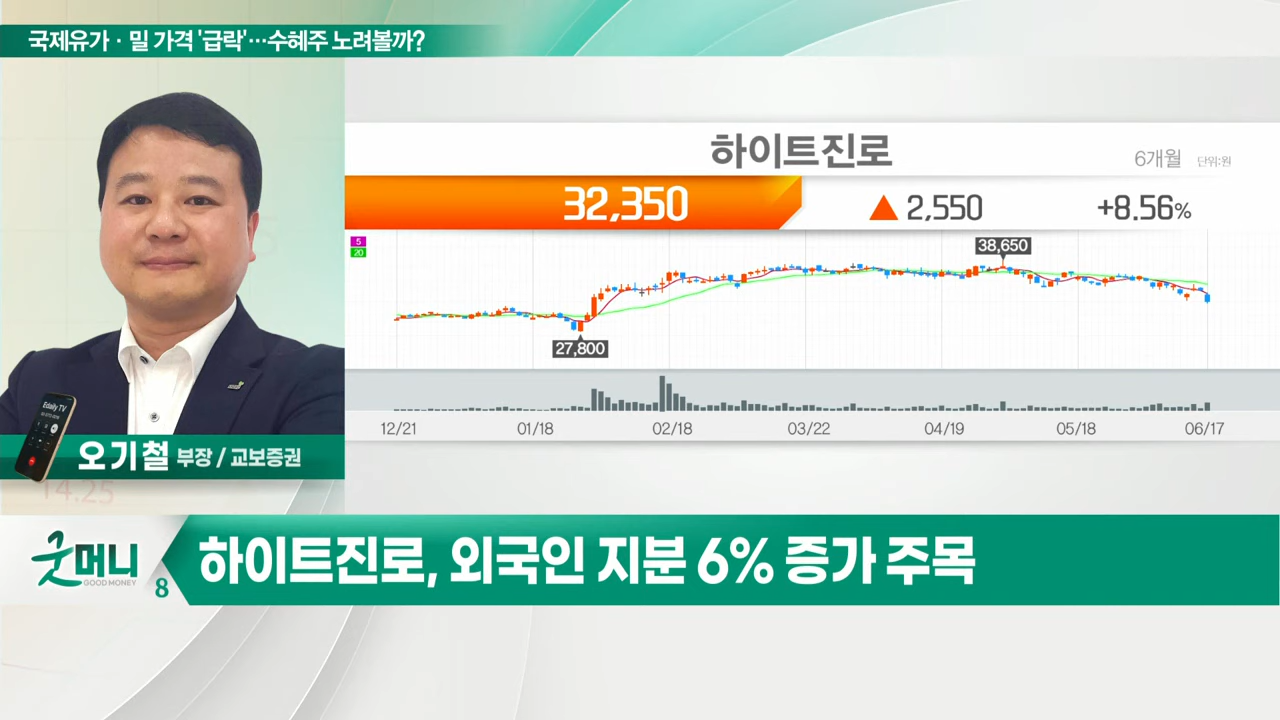 국제유가 · 밀 가격 '급락'…수혜주 노려볼까?
하이트진로
6개월 단위:원
32,350 ▲ 2,550 +8.56%
5
20
38,650
27,800
12/21 01/18 02/18 03/22 04/19 05/18 06/17
Edaily TV
오기철 부장 / 교보증권
14.25
굿머니
GOOD MONEY
8
하이트진로, 외국인 지분 6% 증가 주목